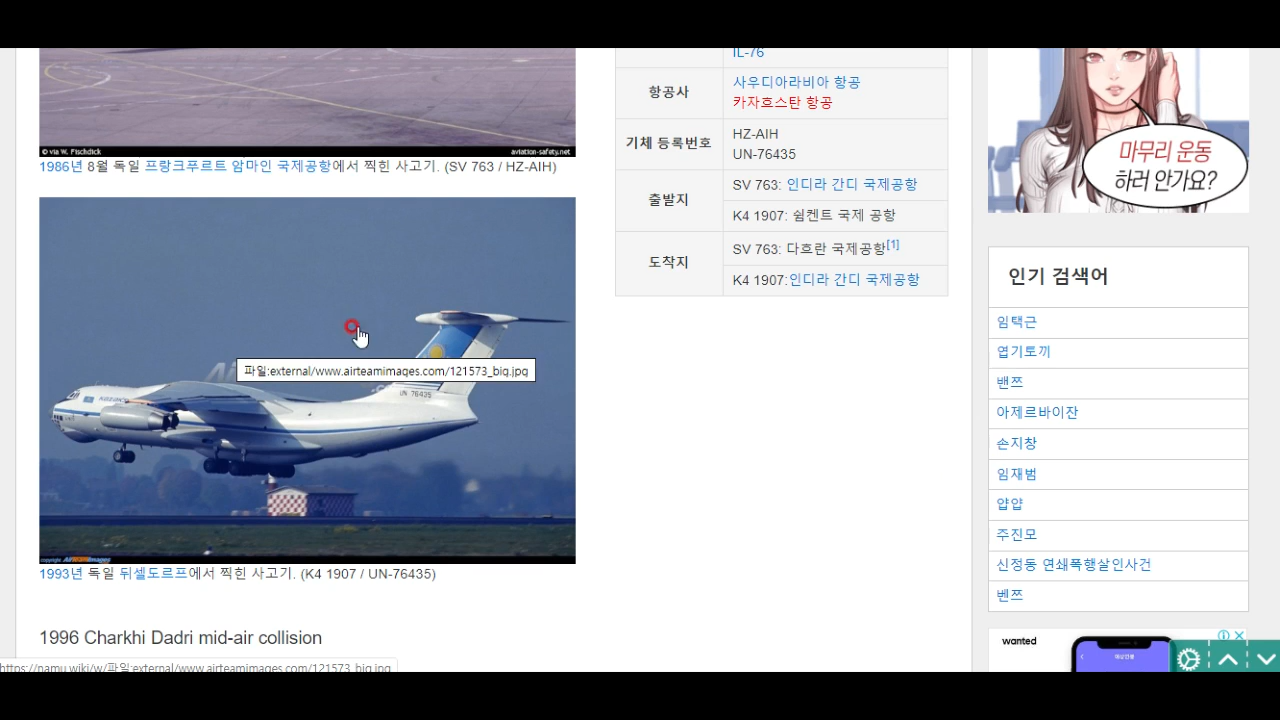 © via W. Fischdick
aviation-safety.net
1986년 8월 독일 프랑크푸르트 암마인 국제공항에서 찍힌 사고기. (SV 763 / HZ-AIH)
UN 76435
파일:external/www.airteamimages.com/121573_big.jpg
1993년 독일 뒤셀도르프에서 찍힌 사고기. (K4 1907 / UN-76435)
1996 Charkhi Dadri mid-air collision
https://namu.wiki/w/파일:external/www.airteamimages.com/121573_big.jpg
IL-76
항공사
사우디아라비아 항공
카자흐스탄 항공
기체 등록번호
HZ-AIH
UN-76435
출발지
SV 763: 인디라 간디 국제공항
K4 1907: 쉼켄트 국제 공항
도착지
SV 763: 다흐란 국제공항[1]
K4 1907:인디라 간디 국제공항
마무리 운동
하러 안가요?
인기 검색어
임택근
엽기토끼
밴쯔
아제르바이잔
손지창
임재범
얍얍
주진모
신정동 연쇄폭행살인사건
벤쯔
wanted